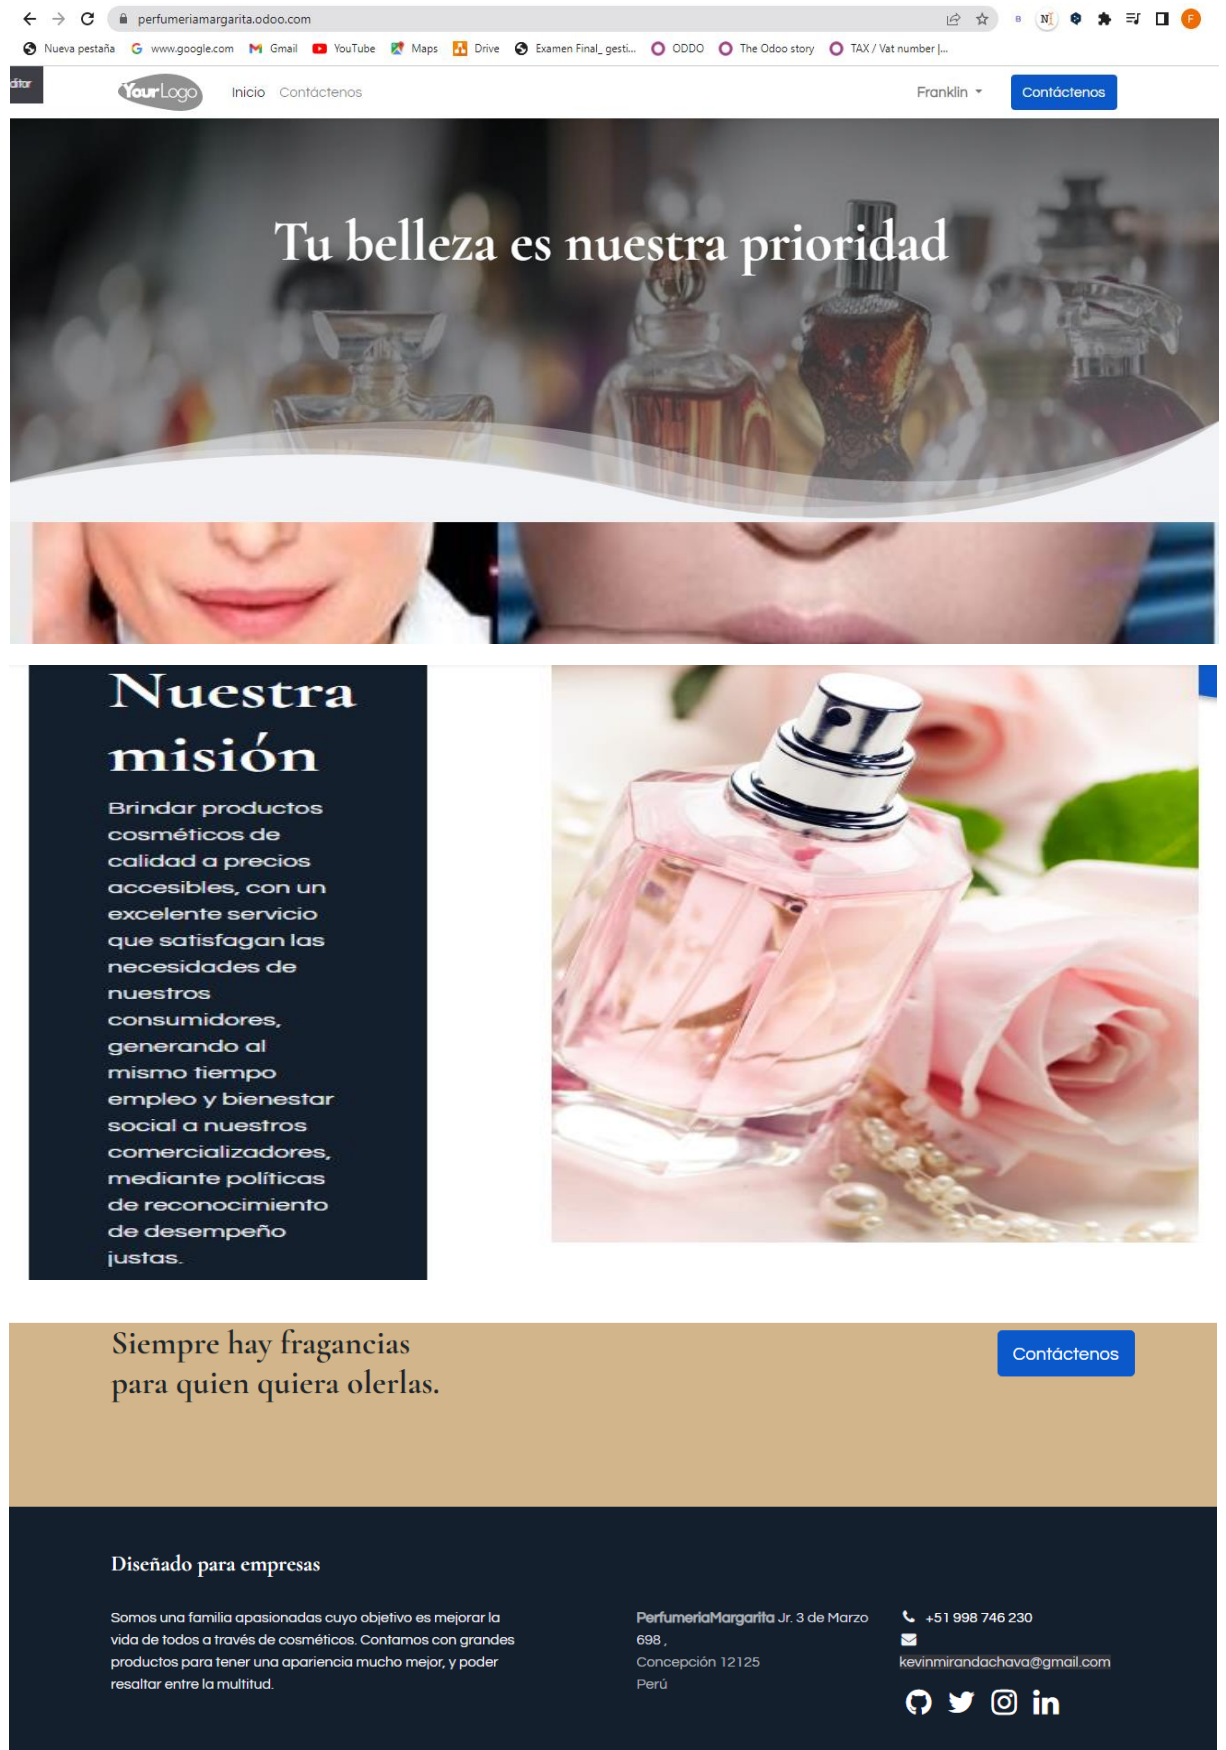 perfumeriamargarita.odoo.com
Nueva pestaña www.google.com Gmail YouTube Maps Drive Examen Final_ gesti... ODDO The Odoo story TAX / Vat number |...
ditar YourLogo Inicio Contáctenos Franklin Contáctenos
Tu belleza es nuestra prioridad
Nuestra
misión
Brindar productos
cosméticos de
calidad a precios
accesibles, con un
excelente servicio
que satisfagan las
necesidades de
nuestros
consumidores,
generando al
mismo tiempo
empleo y bienestar
social a nuestros
comercializadores,
mediante políticas
de reconocimiento
de desempeño
justas.
Siempre hay fragancias
para quien quiera olerlas.
Contáctenos
Diseñado para empresas
Somos una familia apasionadas cuyo objetivo es mejorar la
vida de todos a través de cosméticos. Contamos con grandes
productos para tener una apariencia mucho mejor, y poder
resaltar entre la multitud.
PerfumeriaMargarita Jr. 3 de Marzo
698 ,
Concepción 12125
Perú
+51 998 746 230
kevinmirandachava@gmail.com